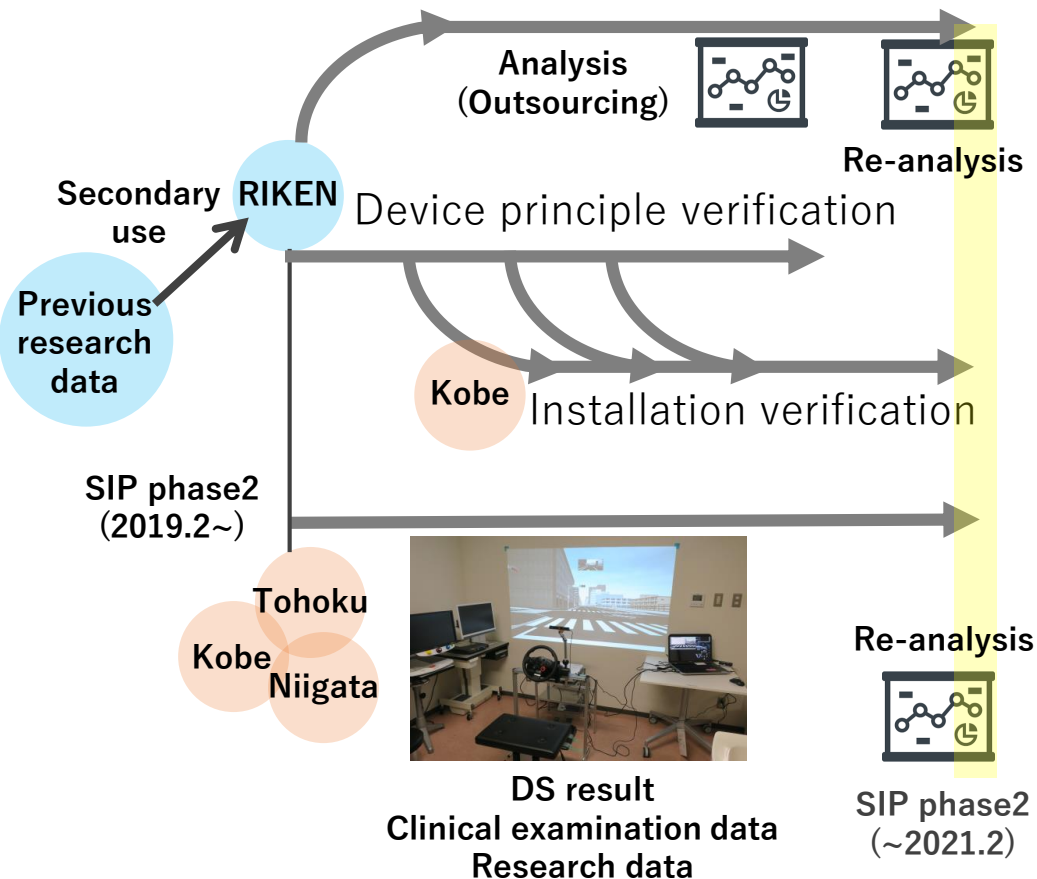 Analysis
(Outsourcing)
Re-analysis
Secondary
use
RIKEN
Device principle verification
Previous
research
data
Kobe
Installation verification
SIP phase2
(2019.2~)
Tohoku
Kobe
Niigata
Re-analysis
DS result
Clinical examination data
Research data
SIP phase2
(~2021.2)